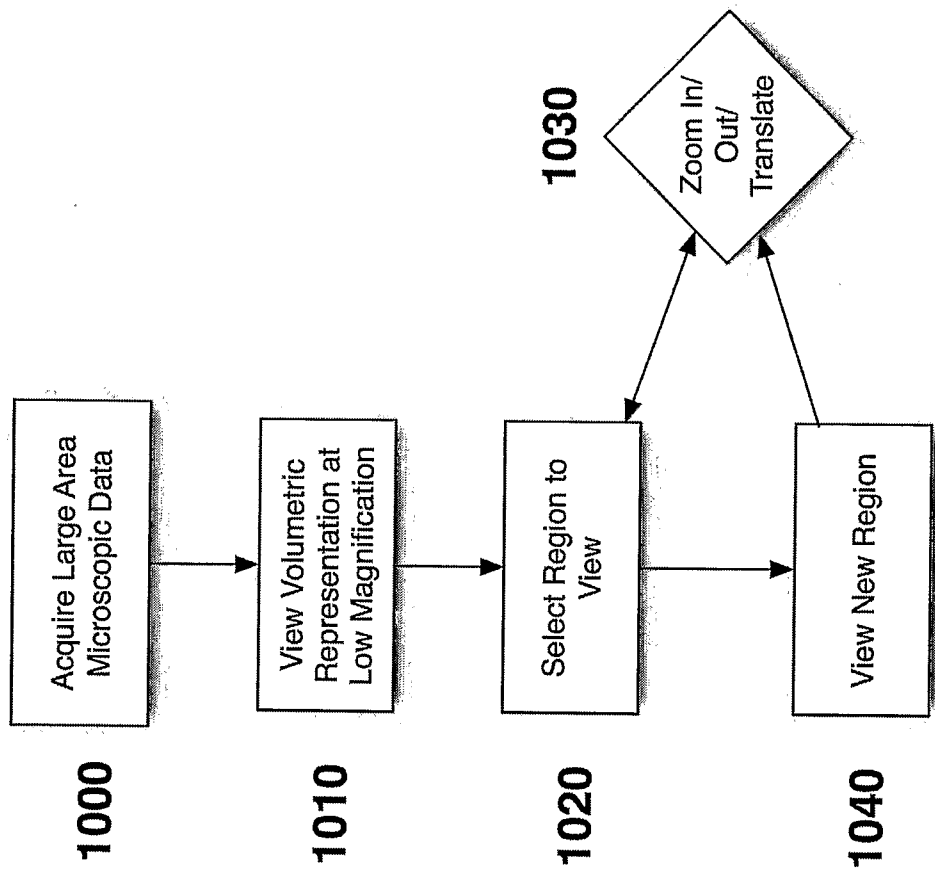 1000
Acquire Large Area
Microscopic Data
1010
View Volumetric
Representation at
Low Magnification
1020
Select Region to
View
1030
Zoom In/
Out/
Translate
1040
View New Region